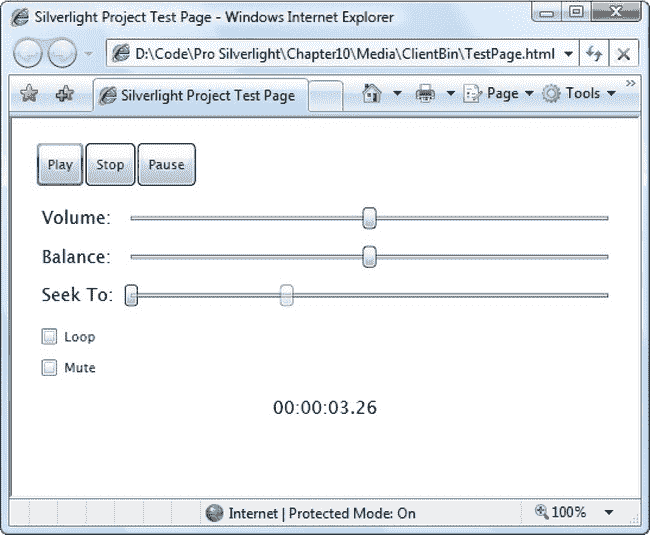 Silverlight Project Test Page - Windows Internet Explorer
D:\Code\Pro Silverlight\Chapter10\Media\ClientBin\TestPage.html
Silverlight Project Test Page
Page
Tools
Play Stop Pause
Volume:
Balance:
Seek To:
Loop
Mute
00:00:03.26
Internet | Protected Mode: On
100%